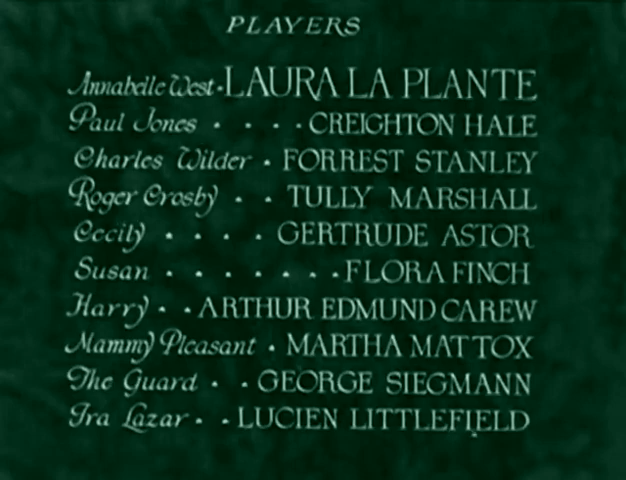 PLAYERS
Annabelle West · LAURA LA PLANTE
Paul Jones · · · · CREIGHTON HALE
Charles Wilder · FORREST STANLEY
Roger Crosby · · TULLY MARSHALL
Cecily · · · · GERTRUDE ASTOR
Susan · · · · · · · FLORA FINCH
Harry · · ARTHUR EDMUND CAREW
Mammy Pleasant · MARTHA MATTOX
The Guard · · GEORGE SIEGMANN
Ira Lazar · · LUCIEN LITTLEFIELD